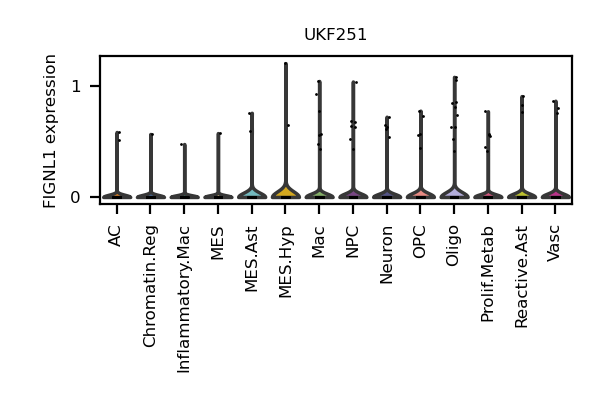 UKF251
FIGNL1 expression
1
0
AC
Chromatin.Reg
Inflammatory.Mac
MES
MES.Ast
MES.Hyp
Mac
NPC
Neuron
OPC
Oligo
Prolif.Metab
Reactive.Ast
Vasc